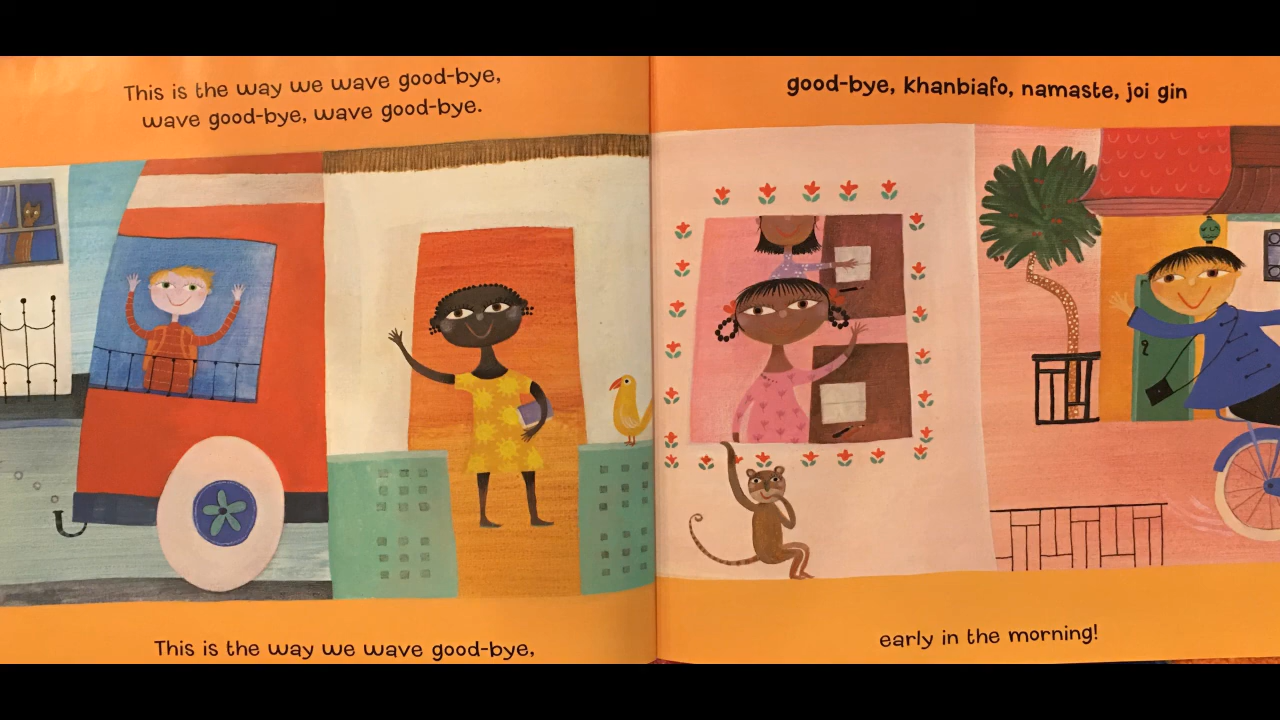 This is the way we wave good-bye,
wave good-bye, wave good-bye.
This is the way we wave good-bye,
good-bye, khanbiafo, namaste, joi gin
early in the morning!